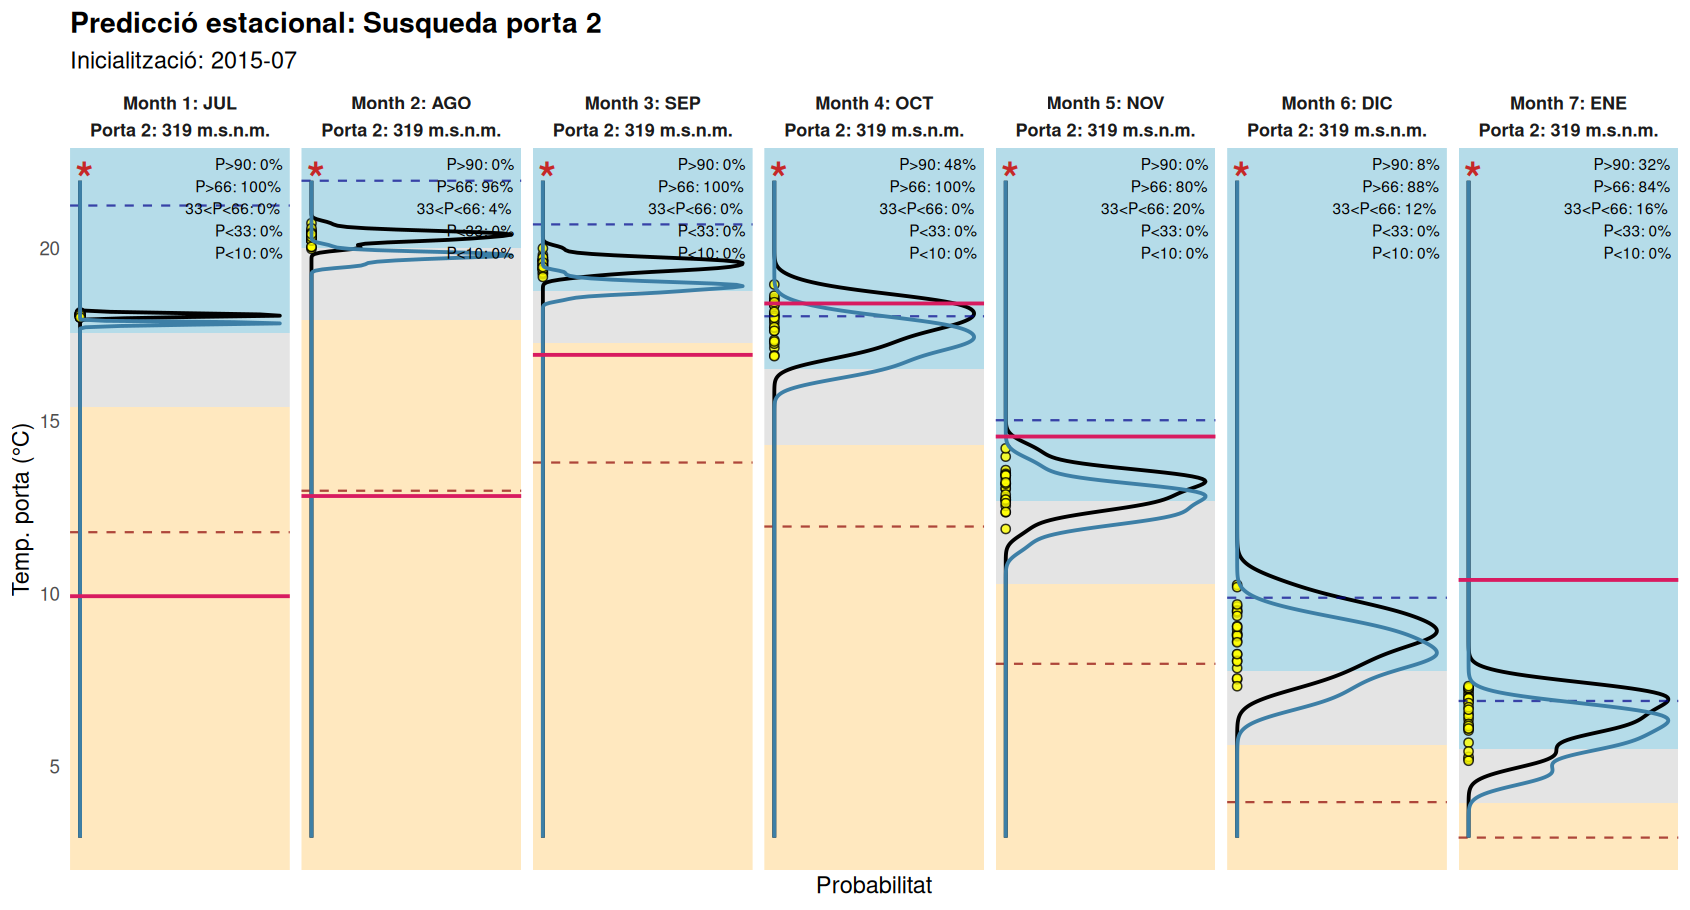 Predicció estacional: Susqueda porta 2
Inicialització: 2015-07
Month 1: JUL
Porta 2: 319 m.s.n.m.
Month 2: AGO
Porta 2: 319 m.s.n.m.
Month 3: SEP
Porta 2: 319 m.s.n.m.
Month 4: OCT
Porta 2: 319 m.s.n.m.
Month 5: NOV
Porta 2: 319 m.s.n.m.
Month 6: DIC
Porta 2: 319 m.s.n.m.
Month 7: ENE
Porta 2: 319 m.s.n.m.
*
P>90: 0%
P>66: 100%
33<P<66: 0%
P<33: 0%
P<10: 0%
*
P>90: 0%
P>66: 96%
33<P<66: 4%
P<33: 0%
P<10: 0%
*
P>90: 0%
P>66: 100%
33<P<66: 0%
P<33: 0%
P<10: 0%
*
P>90: 48%
P>66: 100%
33<P<66: 0%
P<33: 0%
P<10: 0%
*
P>90: 0%
P>66: 80%
33<P<66: 20%
P<33: 0%
P<10: 0%
*
P>90: 8%
P>66: 88%
33<P<66: 12%
P<33: 0%
P<10: 0%
*
P>90: 32%
P>66: 84%
33<P<66: 16%
P<33: 0%
P<10: 0%
20
15
10
5
Temp. porta (°C)
Probabilitat